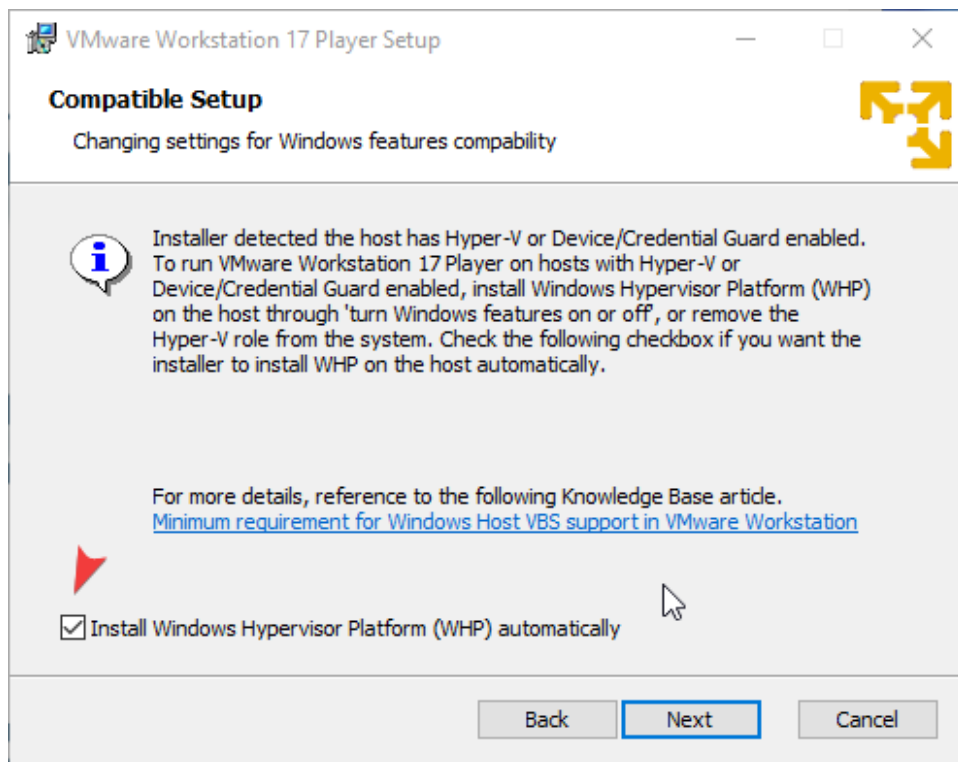 VMware Workstation 17 Player Setup
Compatible Setup
Changing settings for Windows features compability
Installer detected the host has Hyper-V or Device/Credential Guard enabled.
To run VMware Workstation 17 Player on hosts with Hyper-V or
Device/Credential Guard enabled, install Windows Hypervisor Platform (WHP)
on the host through 'turn Windows features on or off', or remove the
Hyper-V role from the system. Check the following checkbox if you want the
installer to install WHP on the host automatically.
For more details, reference to the following Knowledge Base article.
Minimum requirement for Windows Host VBS support in VMware Workstation
Install Windows Hypervisor Platform (WHP) automatically
Back Next Cancel